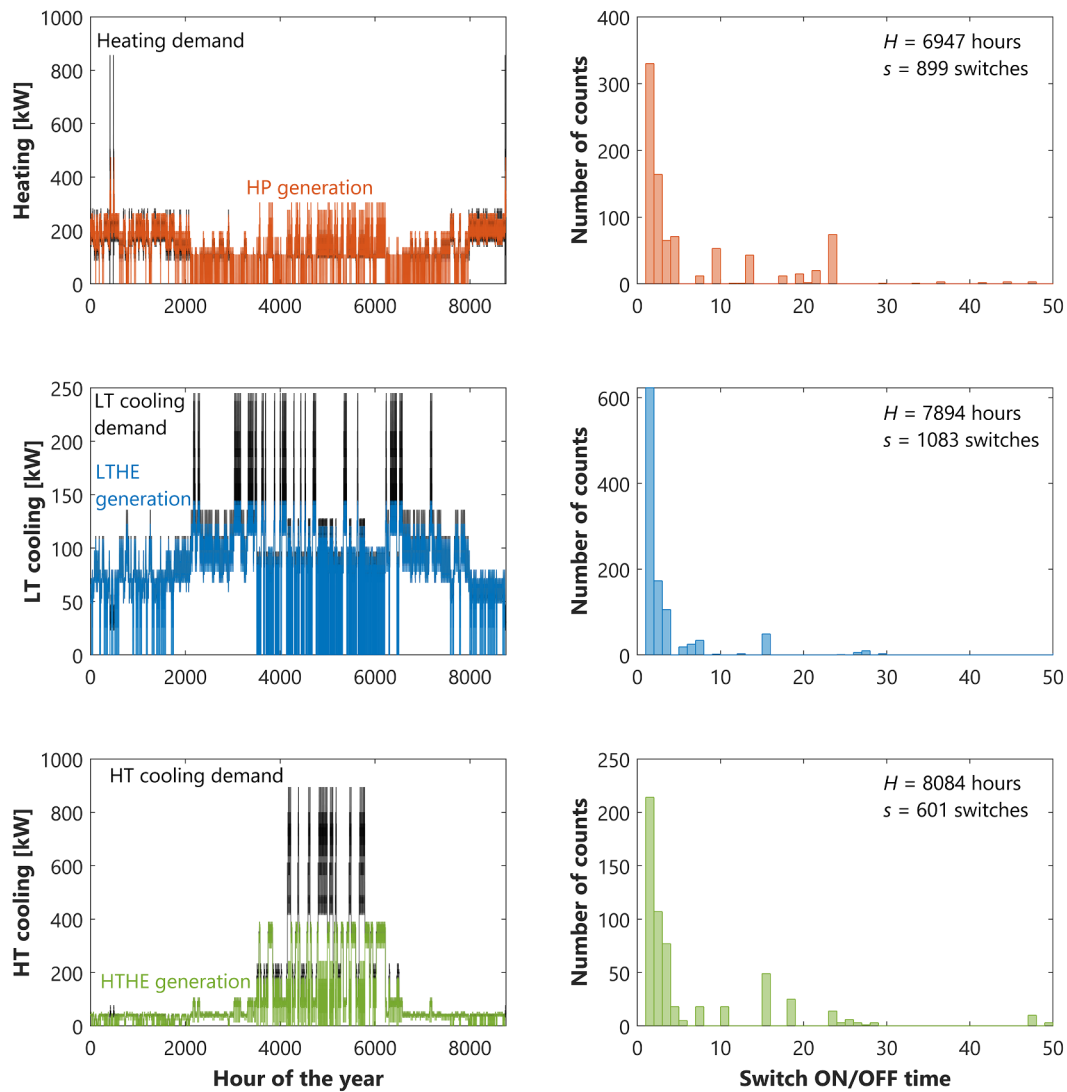 Heating [kW]
1000
800
600
400
200
0
Heating demand
HP generation
0 2000 4000 6000 8000
Number of counts
400
300
200
100
0
H = 6947 hours
s = 899 switches
0 10 20 30 40 50
LT cooling [kW]
250
200
150
100
50
0
LT cooling
demand
LTHE
generation
0 2000 4000 6000 8000
Number of counts
600
400
200
0
H = 7894 hours
s = 1083 switches
0 10 20 30 40 50
HT cooling [kW]
1000
800
600
400
200
0
HT cooling demand
HTHE generation
0 2000 4000 6000 8000
Hour of the year
Number of counts
250
200
150
100
50
0
H = 8084 hours
s = 601 switches
0 10 20 30 40 50
Switch ON/OFF time